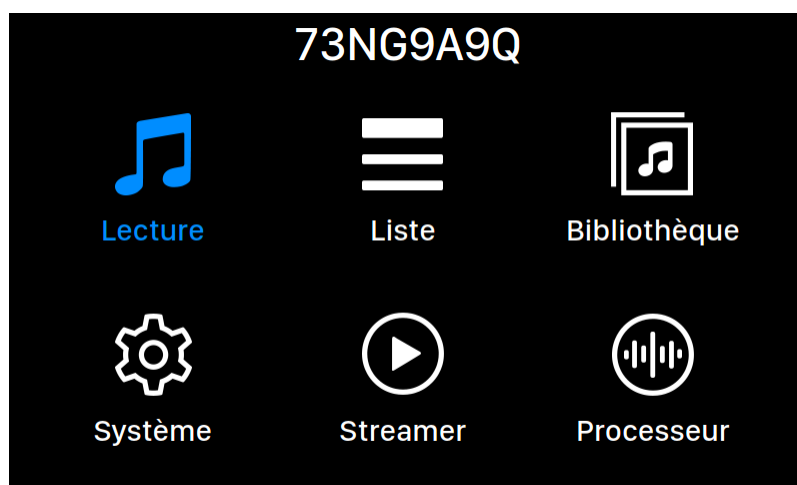 73NG9A9Q
Lecture
Liste
Bibliothèque
Système
Streamer
Processeur